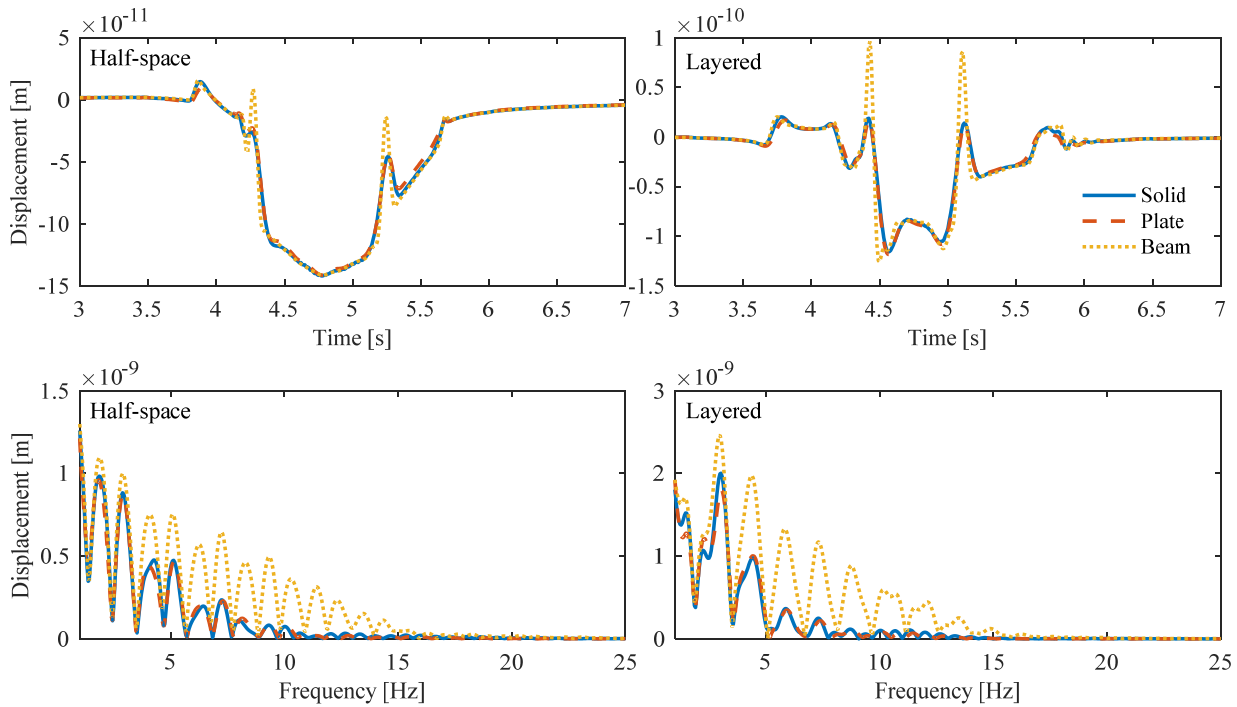 ×10⁻¹¹
Half-space
5
0
-5
-10
-15
Displacement [m]
3 3.5 4 4.5 5 5.5 6 6.5 7
Time [s]
×10⁻¹⁰
Layered
1
0.5
0
-0.5
-1
-1.5
Solid
Plate
Beam
3 3.5 4 4.5 5 5.5 6 6.5 7
Time [s]
×10⁻⁹
Half-space
1.5
1
0.5
0
Displacement [m]
5 10 15 20 25
Frequency [Hz]
×10⁻⁹
Layered
3
2
1
0
Displacement [m]
5 10 15 20 25
Frequency [Hz]